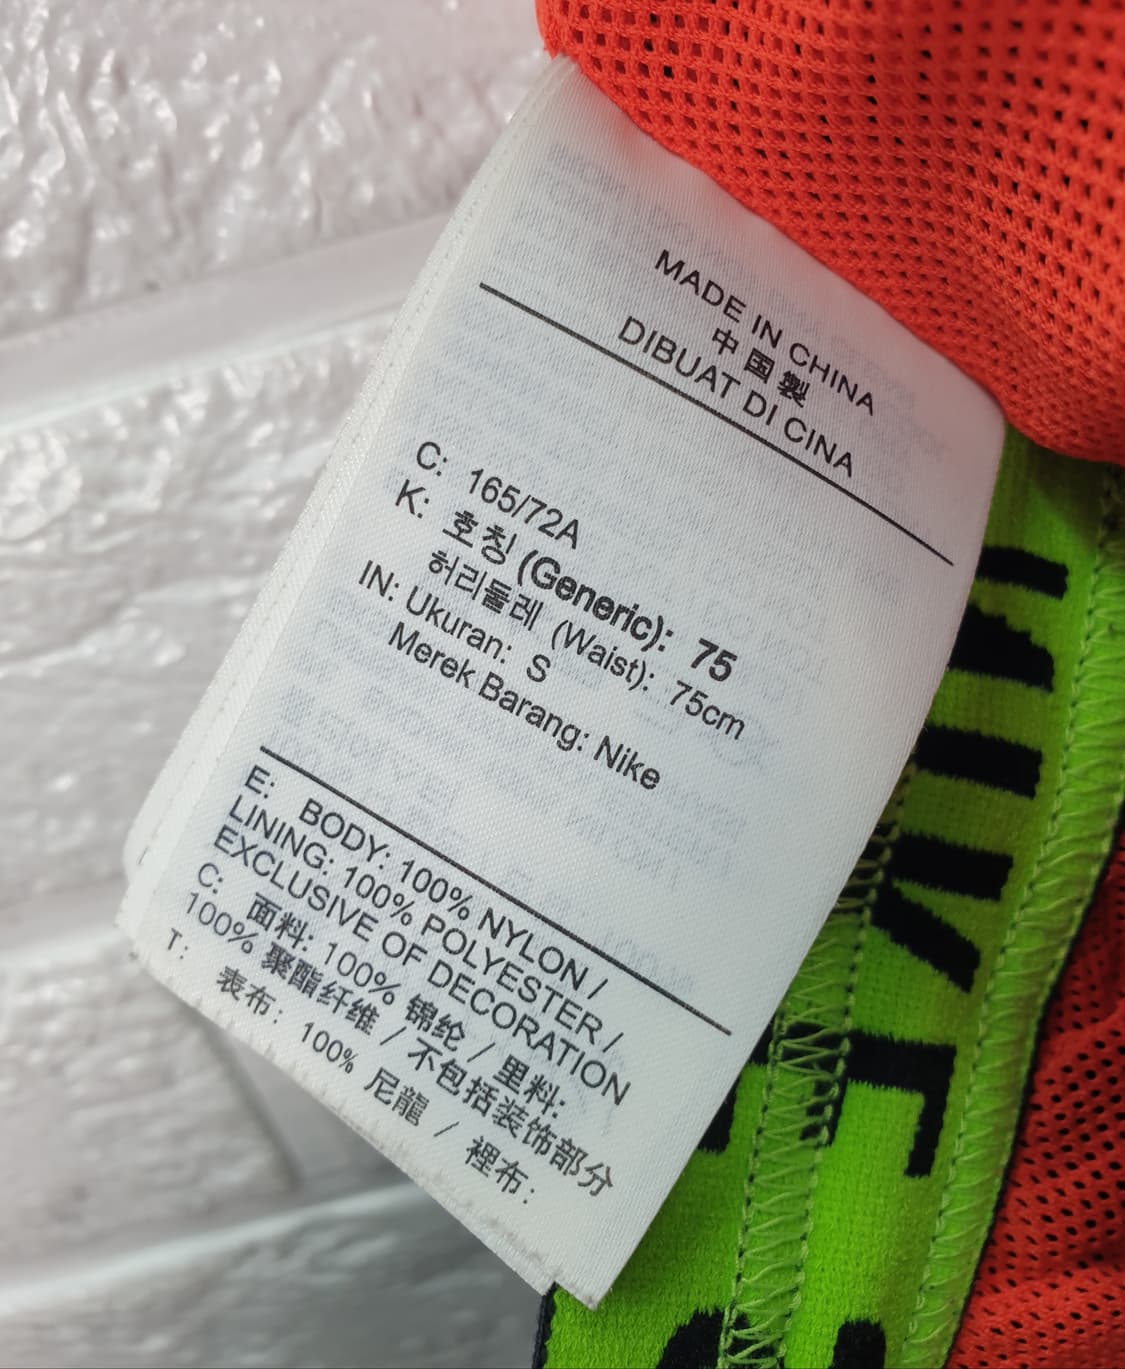 MADE IN CHINA
中国製
DIBUAT DI CINA
C: 165/72A
K: 호칭 (Generic): 75
허리둘레 (Waist): 75cm
IN: Ukuran: S
Merek Barang: Nike
E: BODY: 100% NYLON /
LINING: 100% POLYESTER /
EXCLUSIVE OF DECORATION
C: 面料: 100% 锦纶 / 里料:
100% 聚酯纤维 / 不包括装饰部分
T: 表布: 100% 尼龍 / 裡布: